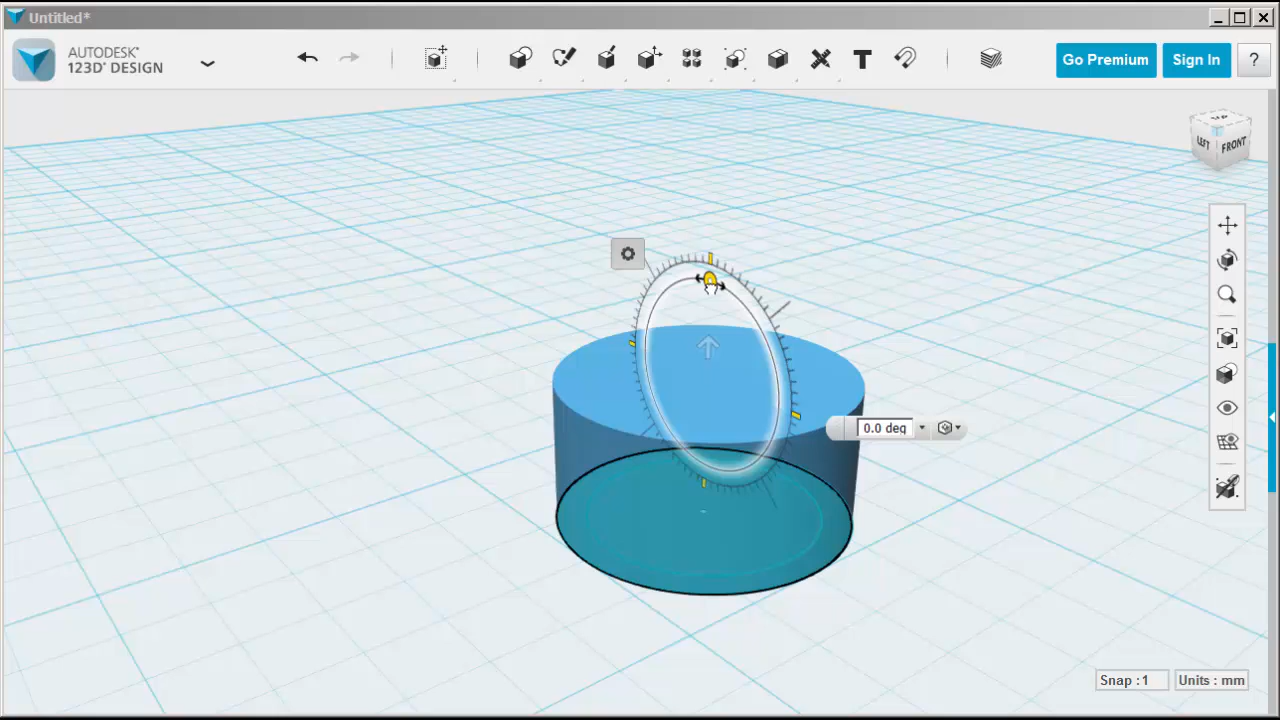 Untitled*
AUTODESK®
123D® DESIGN
T
Go Premium
Sign In
?
LEFT
FRONT
0.0 deg
Snap : 1
Units : mm